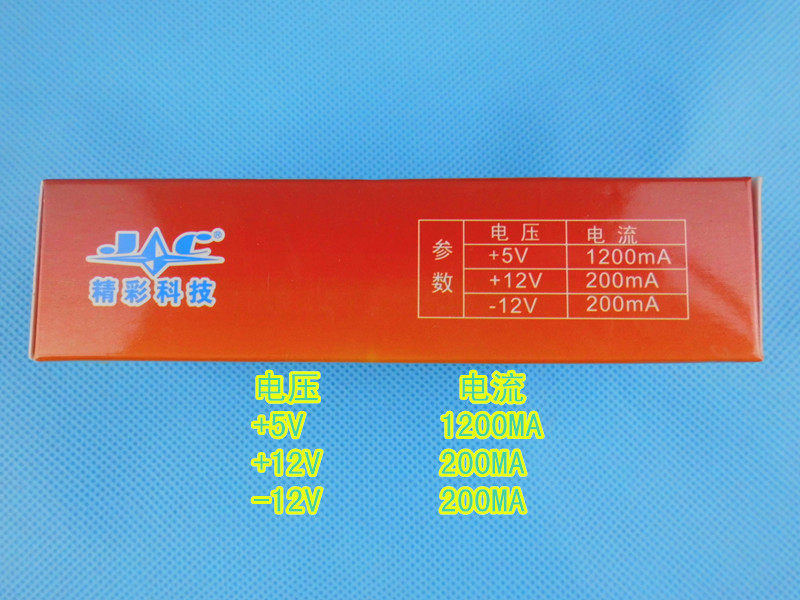 JAC®
精彩科技
参数
电压 电流
+5V 1200mA
+12V 200mA
-12V 200mA
电压 电流
+5V 1200MA
+12V 200MA
-12V 200MA